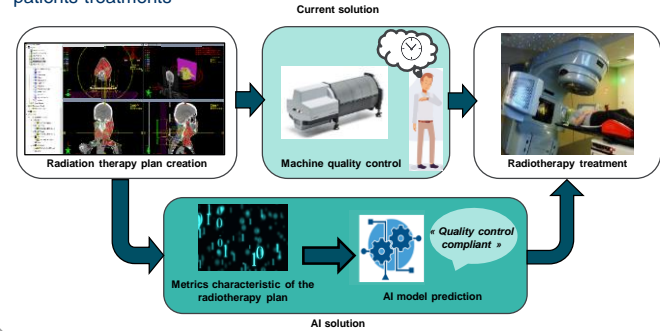 patients treatments
Current solution
Radiation therapy plan creation
Machine quality control
Radiotherapy treatment
« Quality control
compliant »
Metrics characteristic of the
radiotherapy plan
AI model prediction
AI solution